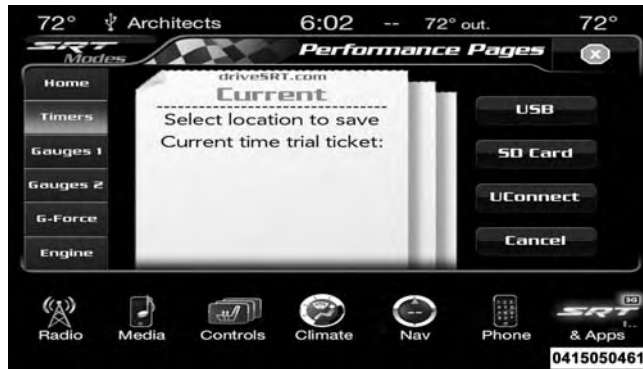 72° Architects 6:02 -- 72° out. 72°
SRT Modes
Performance Pages
Home
Timers
Gauges 1
Gauges 2
G-Force
Engine
driveSRT.com
Current
Select location to save
Current time trial ticket:
USB
SD Card
UConnect
Cancel
Radio Media Controls Climate -- Nav Phone SRT & Apps
3G
0415050461